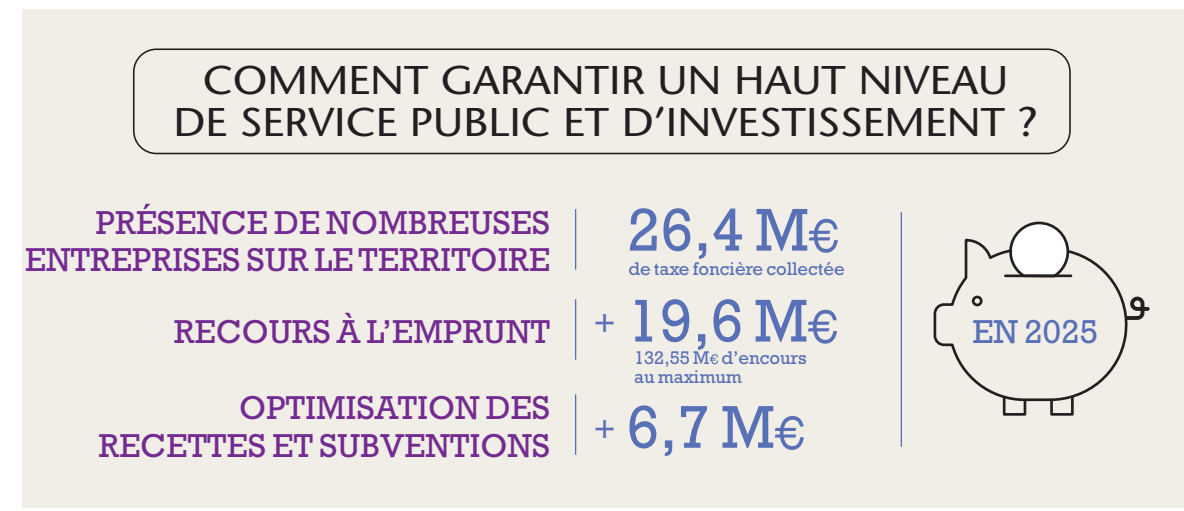 COMMENT GARANTIR UN HAUT NIVEAU
DE SERVICE PUBLIC ET D'INVESTISSEMENT ?
PRÉSENCE DE NOMBREUSES
ENTREPRISES SUR LE TERRITOIRE
26,4 M€
de taxe foncière collectée
RECOURS À L'EMPRUNT
+ 19,6 M€
132,55 M€ d'encours
au maximum
OPTIMISATION DES
RECETTES ET SUBVENTIONS
+ 6,7 M€
EN 2025